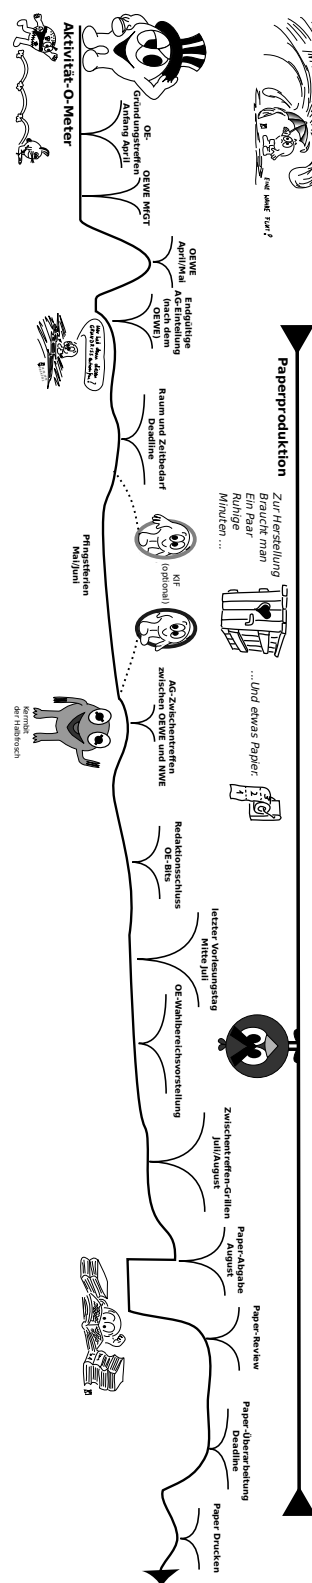 Aktivität-O-Meter
OE-
Gründungstreffen
Anfang April
OEWE MfGT
OEWE
April/Mai
Endgültige
AG-Einteilung
(nach dem
OEWE)
Raum und Zeitbedarf
Deadline
Pfingstferien
Mai/Juni
KIF
(optional)
AG-Zwischentreffen
zwischen OEWE und NWE
Kermbit
der Halbfrosch
Redaktionsschluss
OE-Bits
letzter Vorlesungstag
Mitte Juli
OE-Wahlbereichsvorstellung
Zwischentreffen-Grillen
Juli/August
Paper-Abgabe
August
Paper-Review
Paper-Überarbeitung
Deadline
Paper Drucken
Paperproduktion
Zur Herstellung
Braucht man
Ein Paar
Ruhige
Minuten ...
...Und etwas Papier.